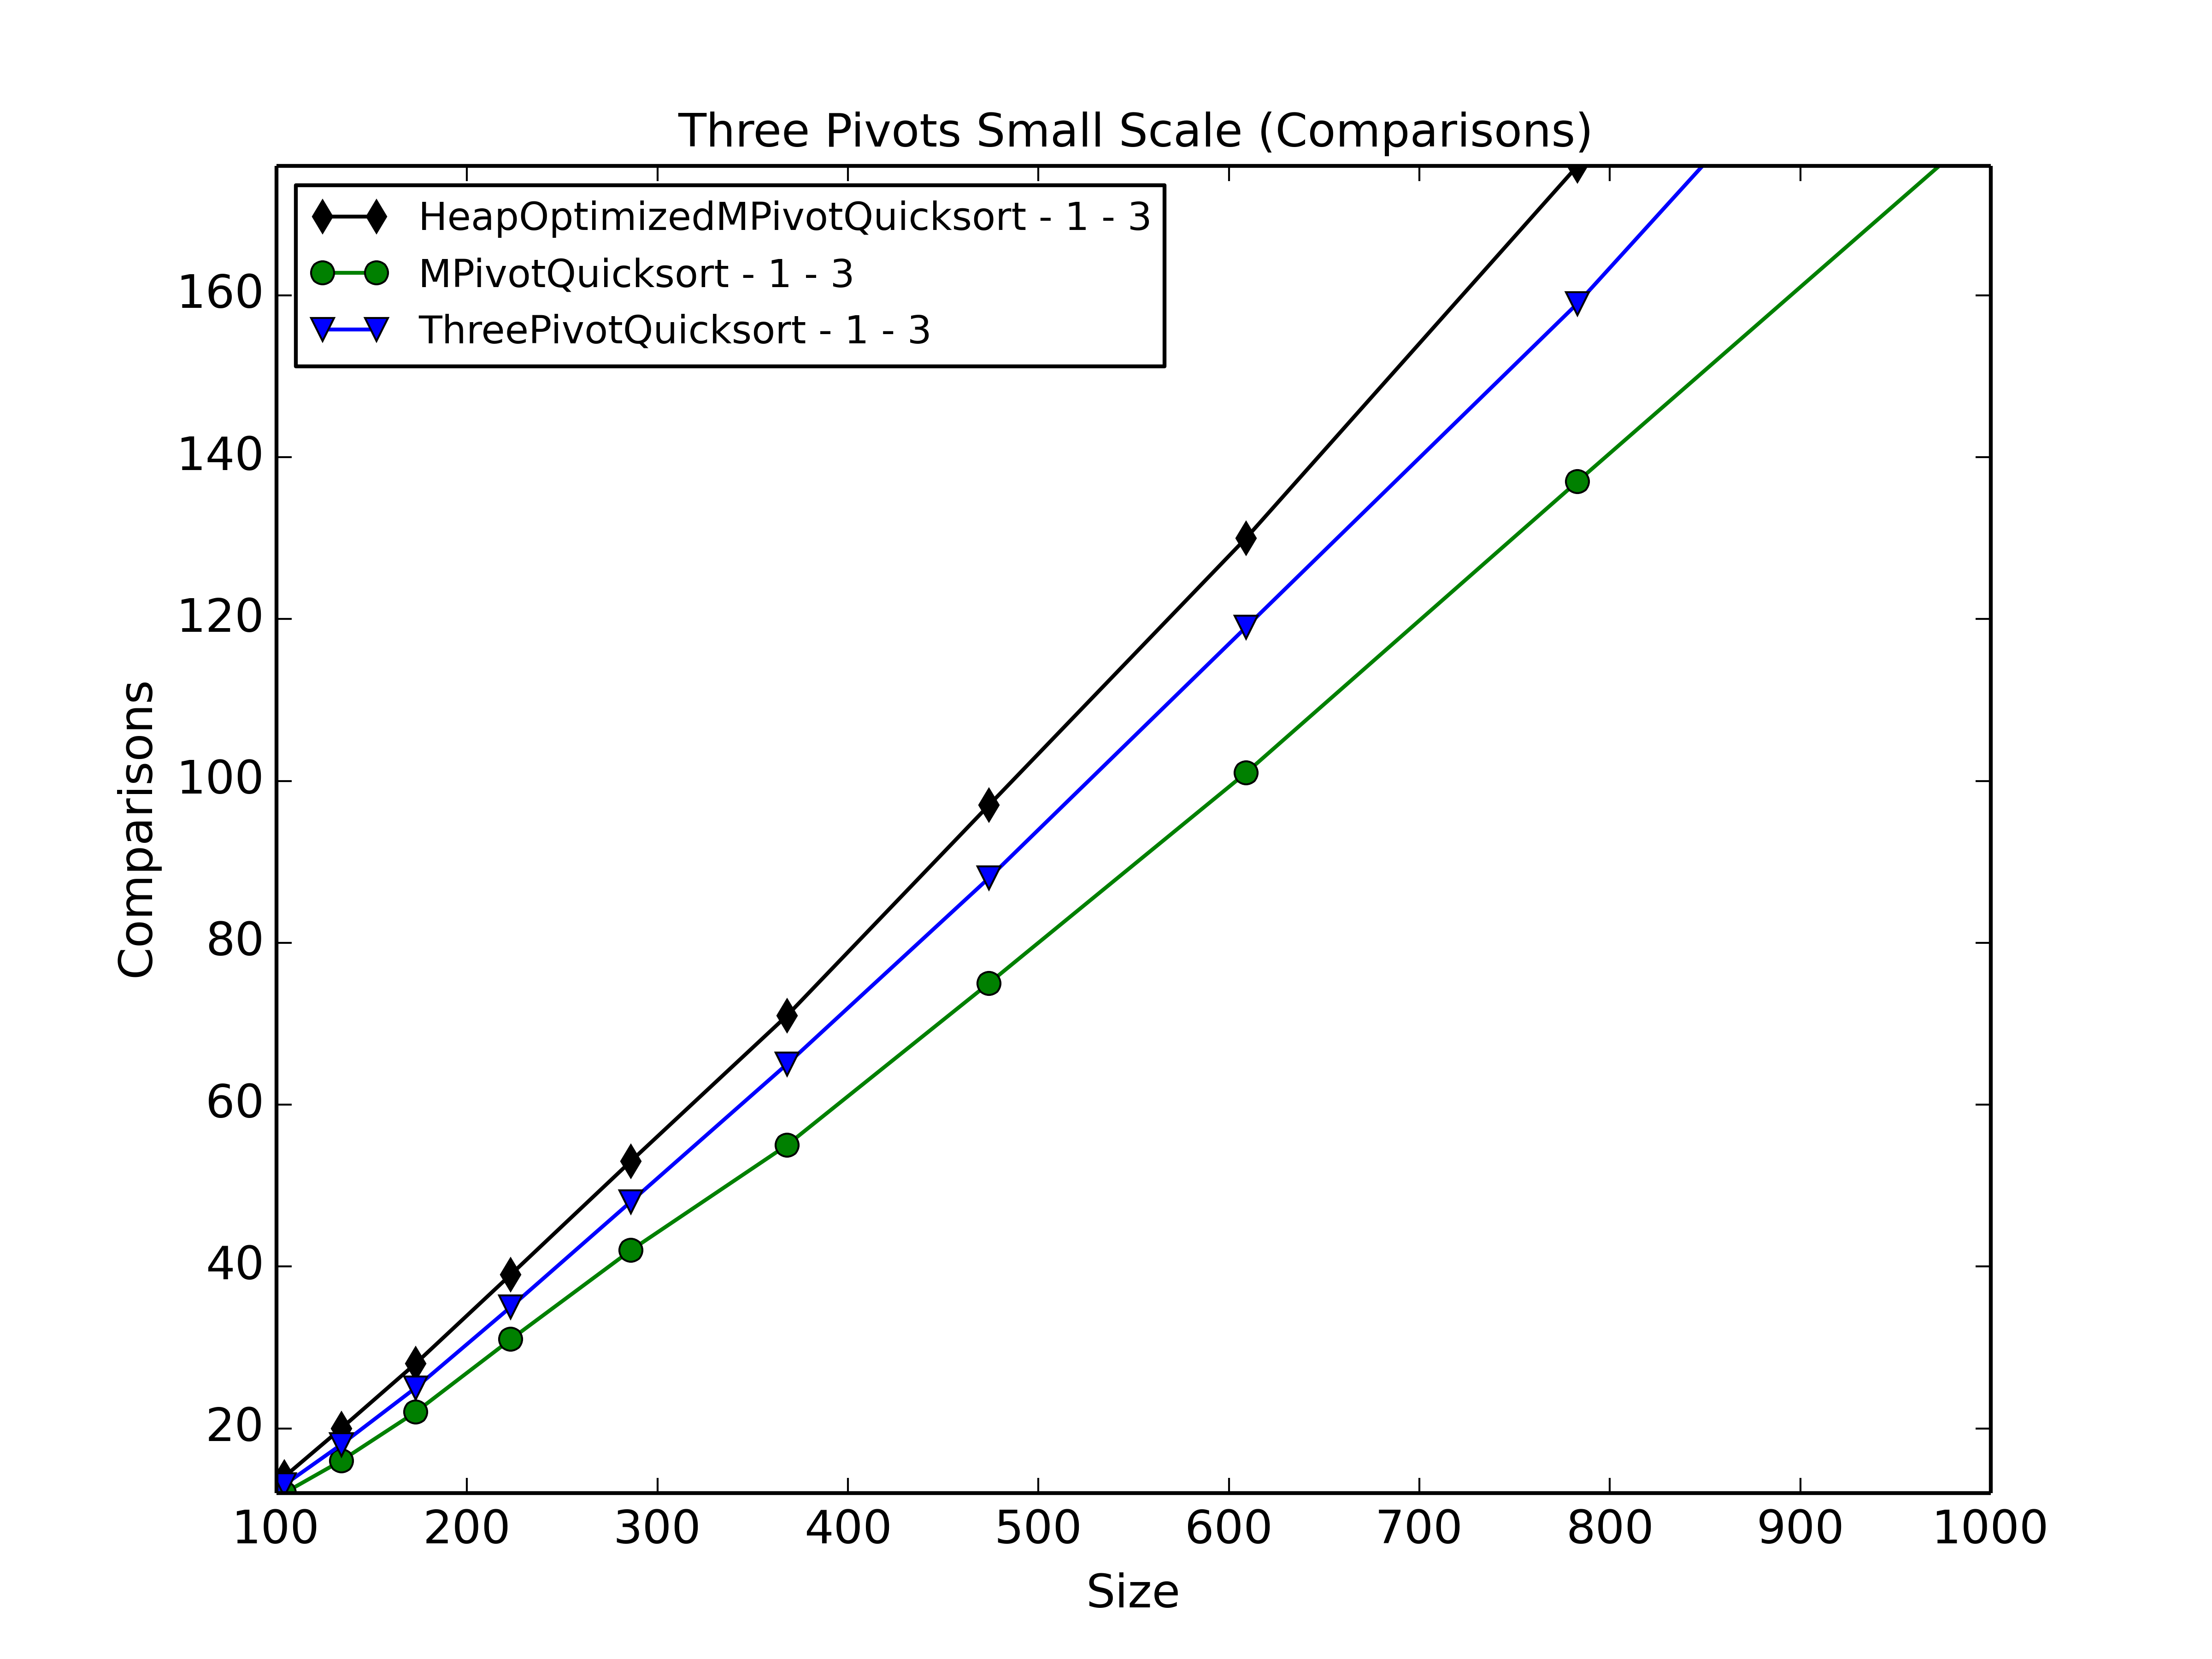 Three Pivots Small Scale (Comparisons)
HeapOptimizedMPivotQuicksort - 1 - 3
MPivotQuicksort - 1 - 3
ThreePivotQuicksort - 1 - 3
160
140
120
100
80
60
40
20
Comparisons
100 200 300 400 500 600 700 800 900 1000
Size